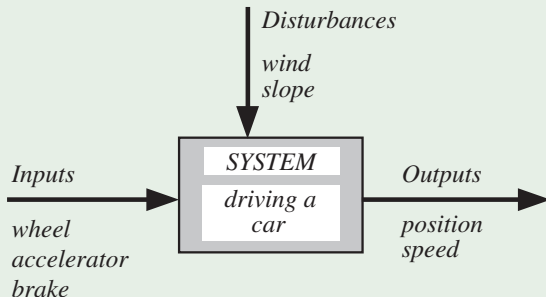 Disturbances
wind
slope
SYSTEM
driving a
car
Inputs
wheel
accelerator
brake
Outputs
position
speed